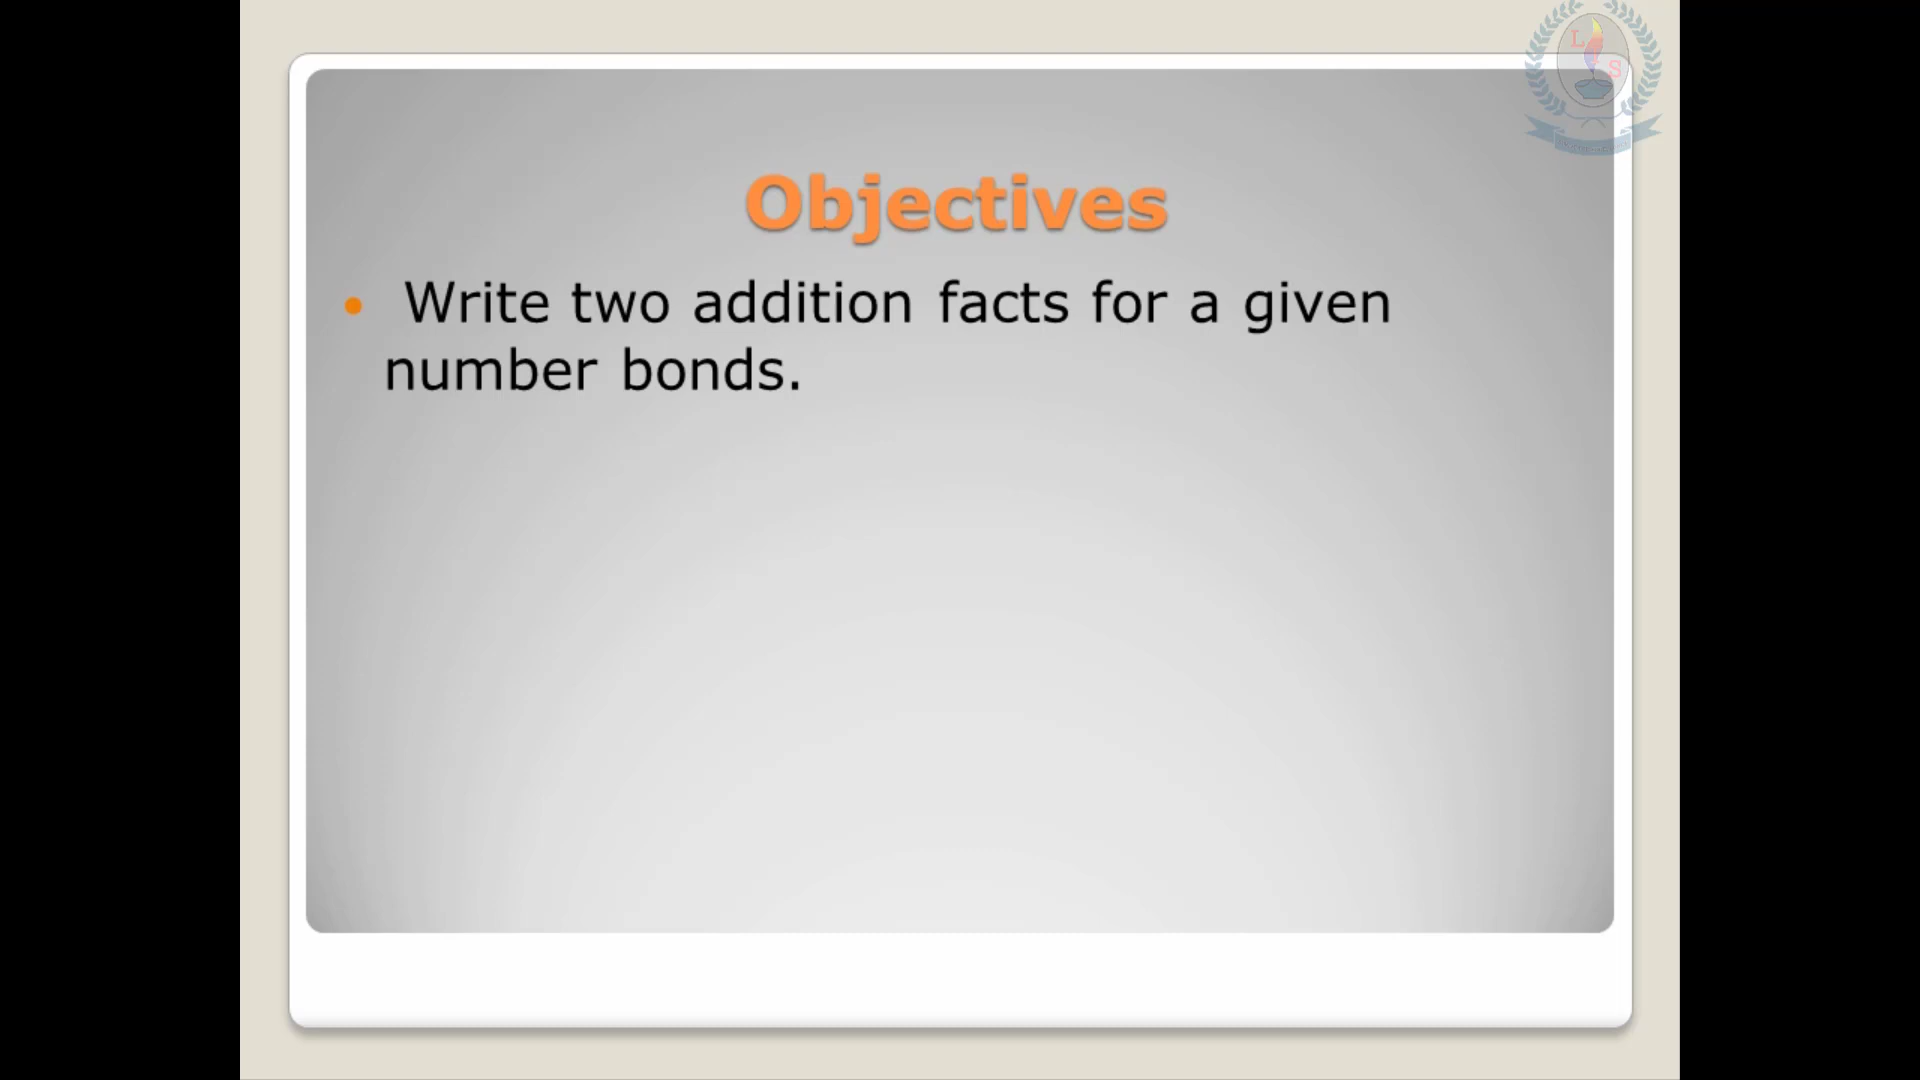 L
I
S
Objectives
• Write two addition facts for a given
number bonds.